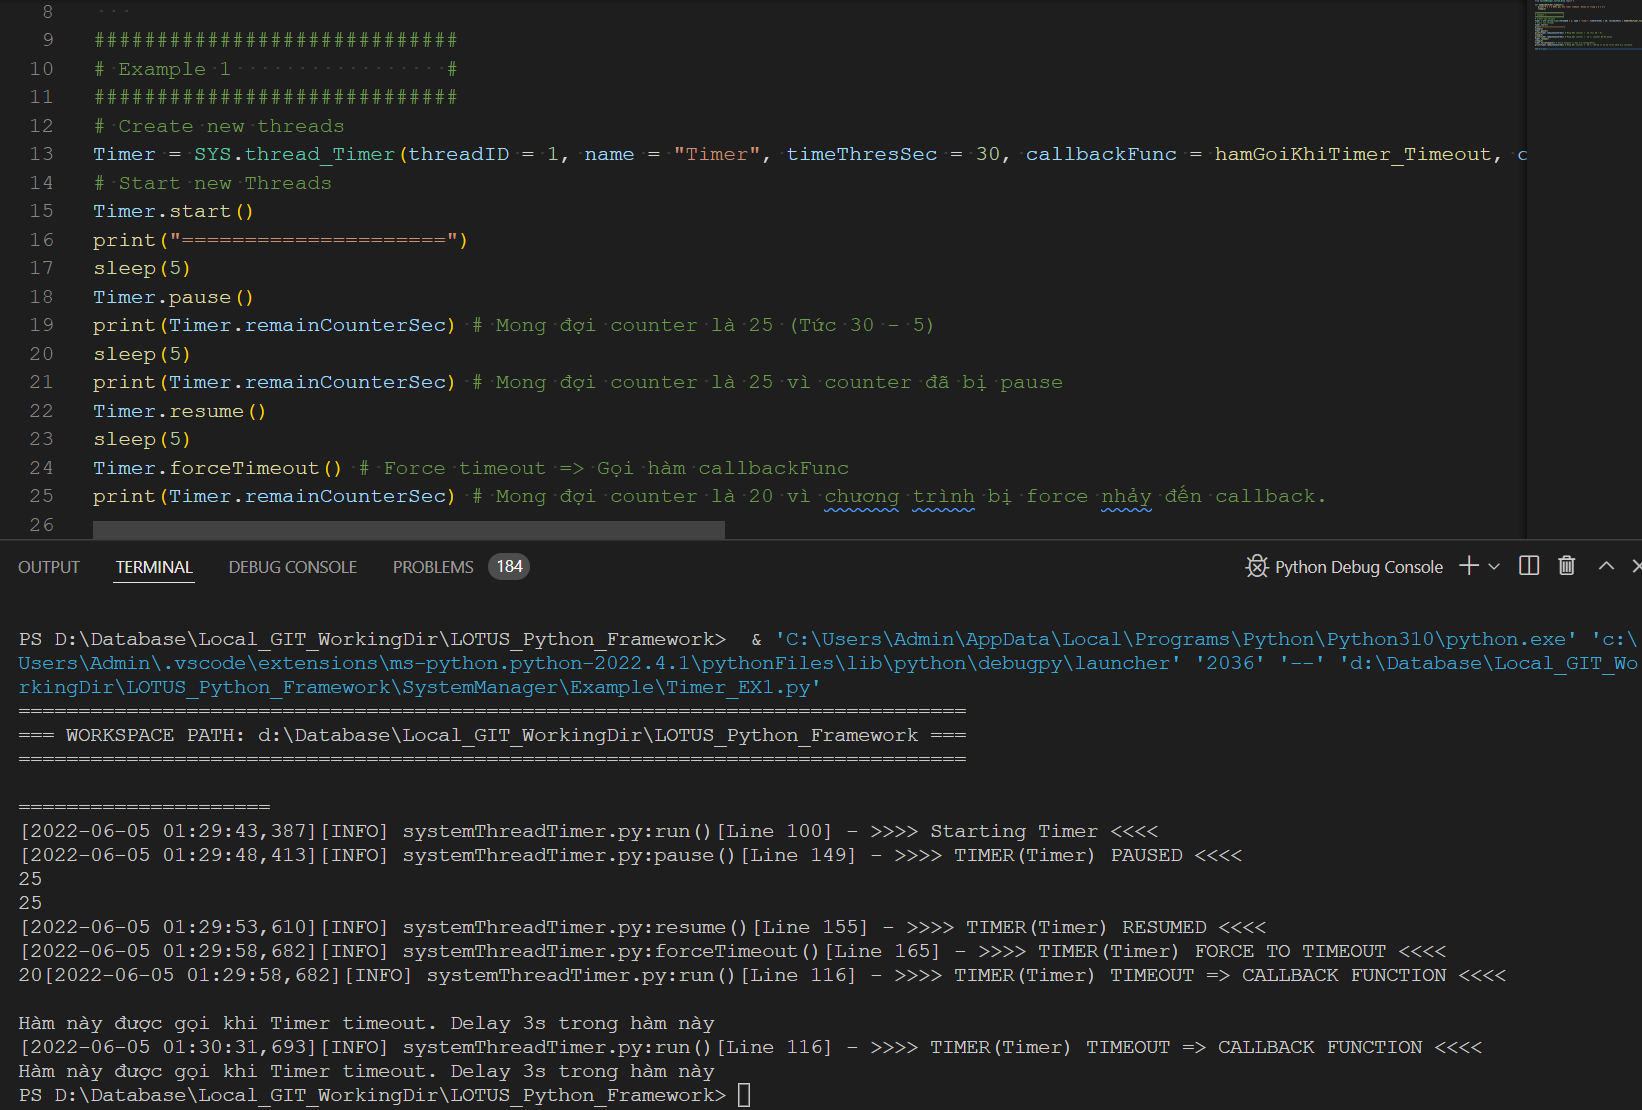 8 ...
9 #############################
10 # Example 1 #
11 #############################
12 # Create new threads
13 Timer = SYS.thread_Timer(threadID = 1, name = "Timer", timeThresSec = 30, callbackFunc = hamGoiKhiTimer_Timeout, c
14 # Start new Threads
15 Timer.start()
16 print("=====================")
17 sleep(5)
18 Timer.pause()
19 print(Timer.remainCounterSec) # Mong đợi counter là 25 (Tức 30 - 5)
20 sleep(5)
21 print(Timer.remainCounterSec) # Mong đợi counter là 25 vì counter đã bị pause
22 Timer.resume()
23 sleep(5)
24 Timer.forceTimeout() # Force timeout => Gọi hàm callbackFunc
25 print(Timer.remainCounterSec) # Mong đợi counter là 20 vì chương trình bị force nhảy đến callback.
26
OUTPUT TERMINAL DEBUG CONSOLE PROBLEMS 184 Python Debug Console
PS D:\Database\Local_GIT_WorkingDir\LOTUS_Python_Framework> & 'C:\Users\Admin\AppData\Local\Programs\Python\Python310\python.exe' 'c:\
Users\Admin\.vscode\extensions\ms-python.python-2022.4.1\pythonFiles\lib\python\debugpy\launcher' '2036' '--' 'd:\Database\Local_GIT_Wo
rkingDir\LOTUS_Python_Framework\SystemManager\Example\Timer_EX1.py'
===============================================================================
=== WORKSPACE PATH: d:\Database\Local_GIT_WorkingDir\LOTUS_Python_Framework ===
===============================================================================
=====================
[2022-06-05 01:29:43,387][INFO] systemThreadTimer.py:run()[Line 100] - >>>> Starting Timer <<<<
[2022-06-05 01:29:48,413][INFO] systemThreadTimer.py:pause()[Line 149] - >>>> TIMER(Timer) PAUSED <<<<
25
25
[2022-06-05 01:29:53,610][INFO] systemThreadTimer.py:resume()[Line 155] - >>>> TIMER(Timer) RESUMED <<<<
[2022-06-05 01:29:58,682][INFO] systemThreadTimer.py:forceTimeout()[Line 165] - >>>> TIMER(Timer) FORCE TO TIMEOUT <<<<
20[2022-06-05 01:29:58,682][INFO] systemThreadTimer.py:run()[Line 116] - >>>> TIMER(Timer) TIMEOUT => CALLBACK FUNCTION <<<<
Hàm này được gọi khi Timer timeout. Delay 3s trong hàm này
[2022-06-05 01:30:31,693][INFO] systemThreadTimer.py:run()[Line 116] - >>>> TIMER(Timer) TIMEOUT => CALLBACK FUNCTION <<<<
Hàm này được gọi khi Timer timeout. Delay 3s trong hàm này
PS D:\Database\Local_GIT_WorkingDir\LOTUS_Python_Framework>